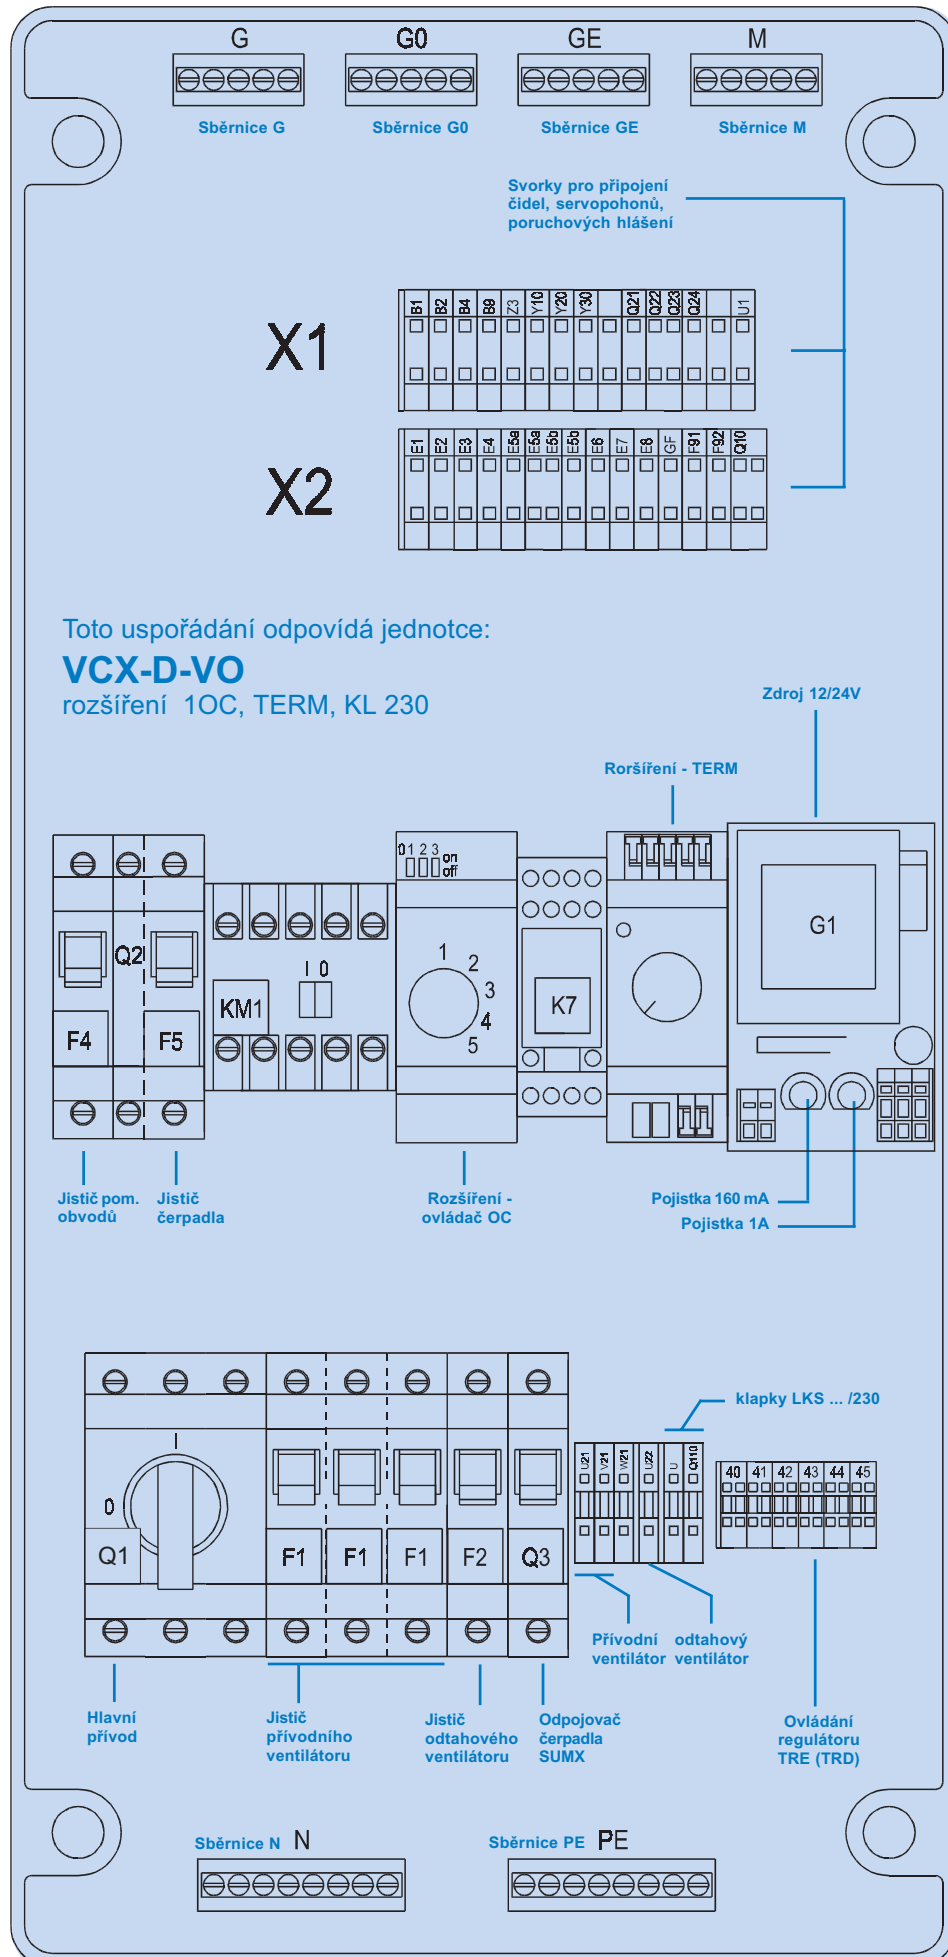 G G0 GE M
Sběrnice G Sběrnice G0 Sběrnice GE Sběrnice M
Svorky pro připojení
čidel, servopohonů,
poruchových hlášení
X1
B1 B2 B4 B9 Z3 Y10 Y20 Y30 Q21 Q22 Q23 Q24 U1
X2
E1 E2 E3 E4 E5a E5a E5b E5b E6 E7 E8 GF F91 F92 Q10
Toto uspořádání odpovídá jednotce:
VCX-D-VO
rozšíření 1OC, TERM, KL 230
Zdroj 12/24V
Roršíření - TERM
0 1 2 3 on
off
Q2
F4 F5
KM1
I 0
1
2
3
4
5
K7
G1
Jistič pom.
obvodů
Jistič
čerpadla
Rozšíření -
ovládač OC
Pojistka 160 mA
Pojistka 1A
klapky LKS ... /230
I
0
Q1 F1 F1 F1 F2 Q3
U21 V21 W21 U22 U Q110
40 41 42 43 44 45
Přívodní
ventilátor
odtahový
ventilátor
Hlavní
přívod
Jistič
přívodního
ventilátoru
Jistič
odtahového
ventilátoru
Odpojovač
čerpadla
SUMX
Ovládání
regulátoru
TRE (TRD)
Sběrnice N N
Sběrnice PE PE